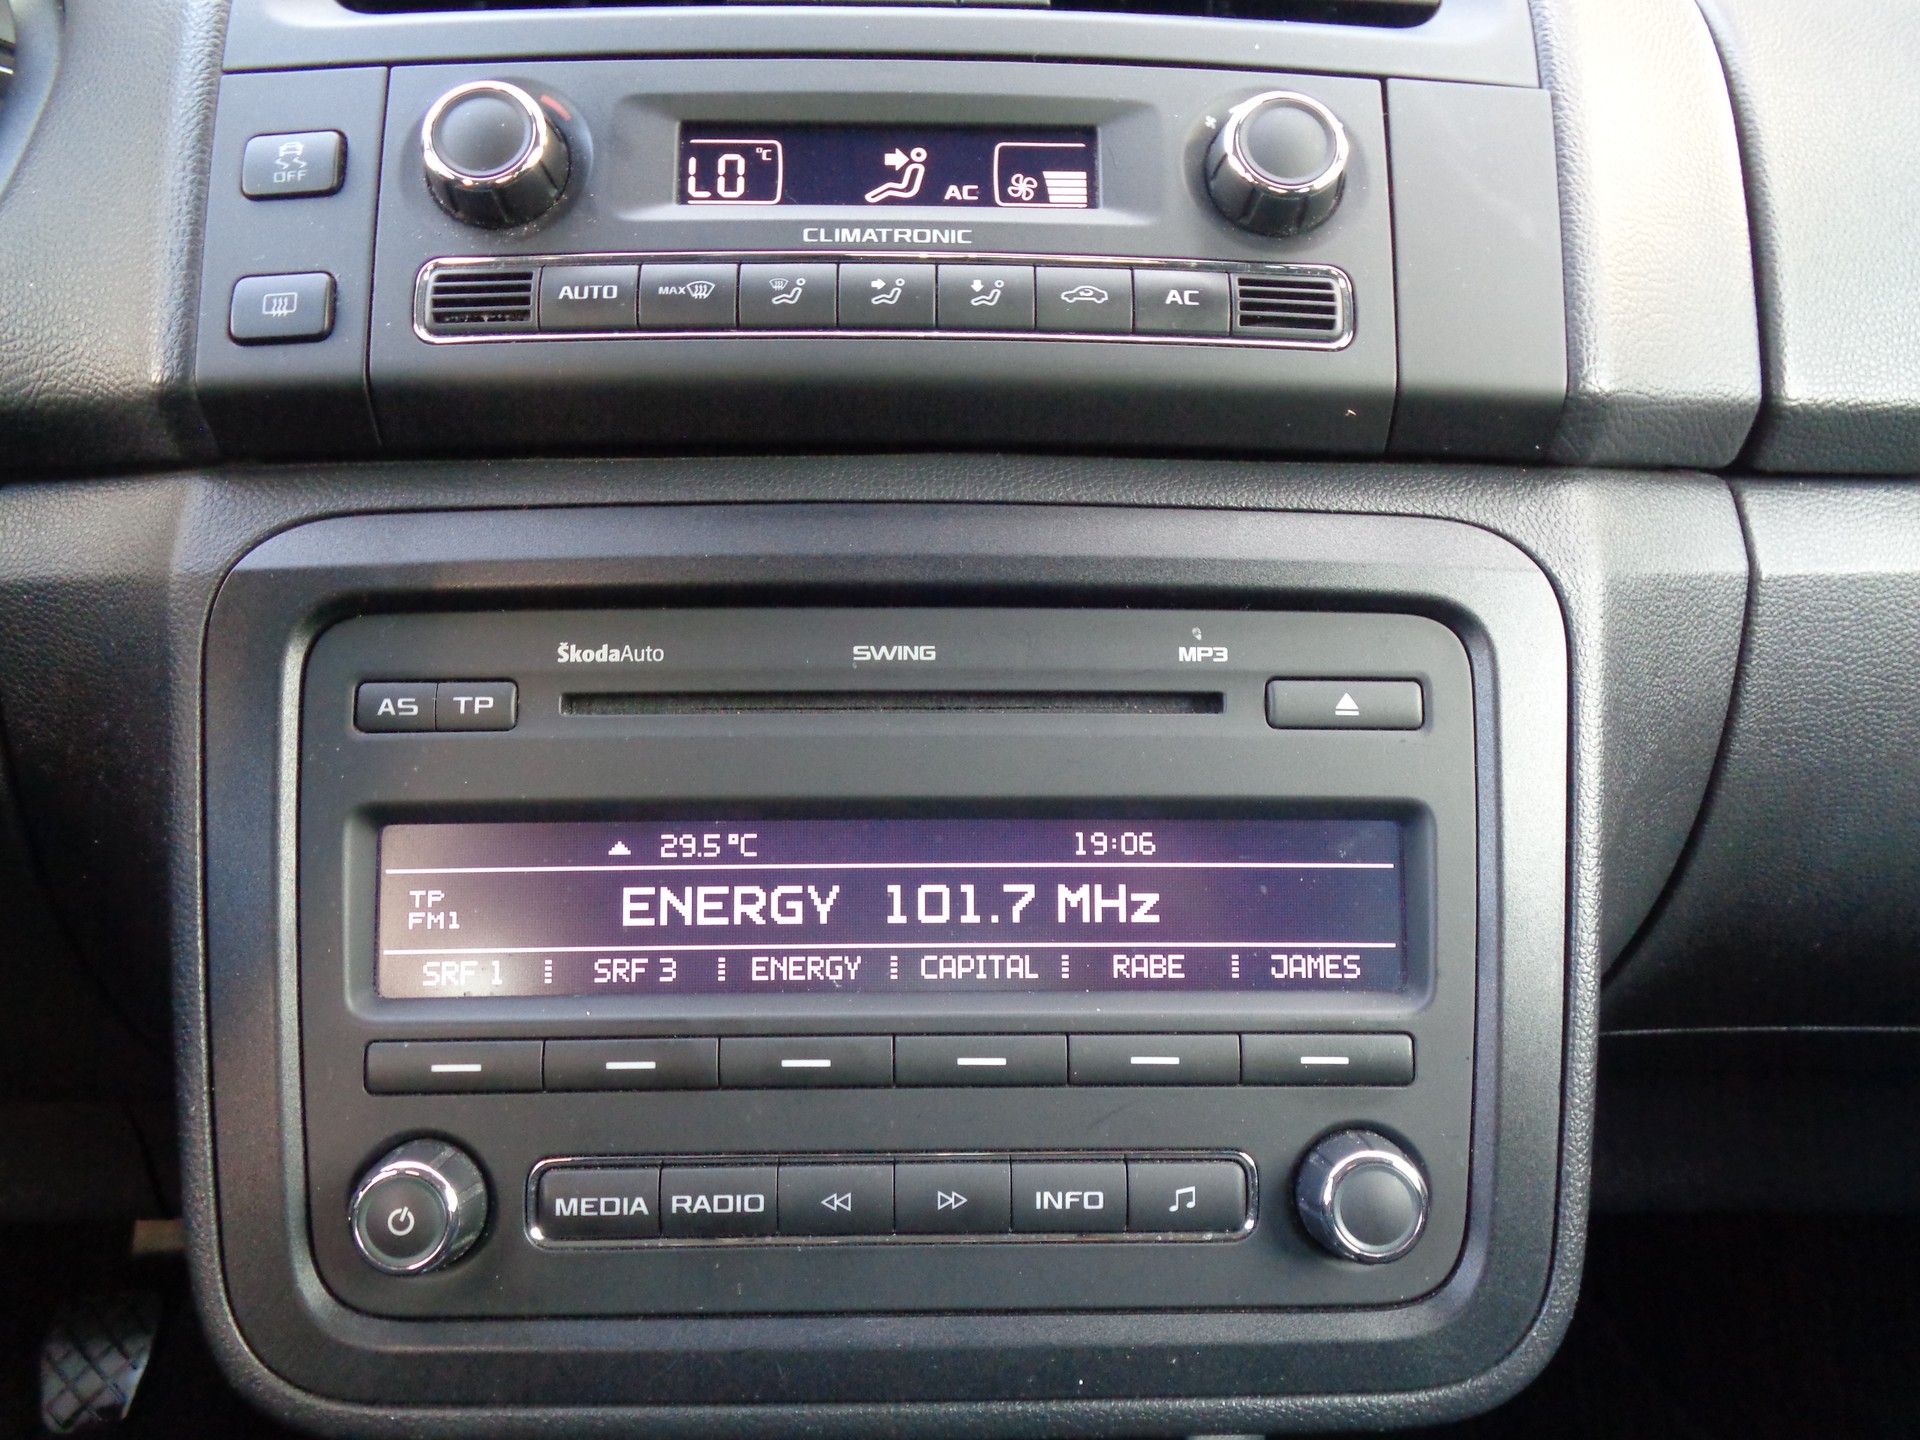 OFF
LO °C AC
CLIMATRONIC
AUTO MAX AC
ŠkodaAuto SWING MP3
AS TP
29.5°C 19:06
TP
FM1
ENERGY 101.7 MHz
SRF 1 SRF 3 ENERGY CAPITAL RABE JAMES
MEDIA RADIO INFO